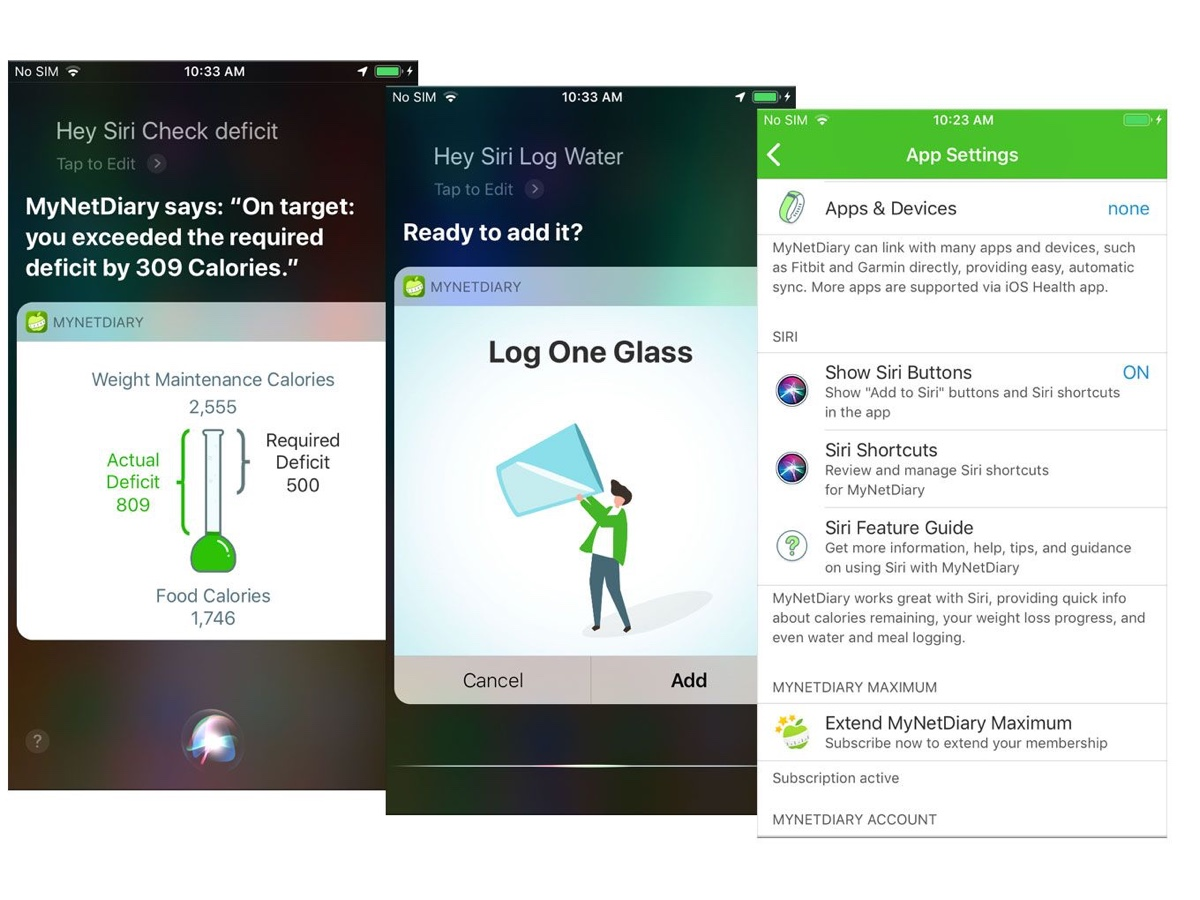 No SIM 10:33 AM
Hey Siri Check deficit
Tap to Edit
MyNetDiary says: “On target:
you exceeded the required
deficit by 309 Calories.”
MYNETDIARY
Weight Maintenance Calories
2,555
Actual
Deficit
809
Required
Deficit
500
Food Calories
1,746
?
No SIM 10:33 AM
Hey Siri Log Water
Tap to Edit
Ready to add it?
MYNETDIARY
Log One Glass
Cancel Add
No SIM 10:23 AM
App Settings
Apps & Devices none
MyNetDiary can link with many apps and devices, such
as Fitbit and Garmin directly, providing easy, automatic
sync. More apps are supported via iOS Health app.
SIRI
Show Siri Buttons ON
Show "Add to Siri" buttons and Siri shortcuts
in the app
Siri Shortcuts
Review and manage Siri shortcuts
for MyNetDiary
?
Siri Feature Guide
Get more information, help, tips, and guidance
on using Siri with MyNetDiary
MyNetDiary works great with Siri, providing quick info
about calories remaining, your weight loss progress, and
even water and meal logging.
MYNETDIARY MAXIMUM
Extend MyNetDiary Maximum
Subscribe now to extend your membership
Subscription active
MYNETDIARY ACCOUNT